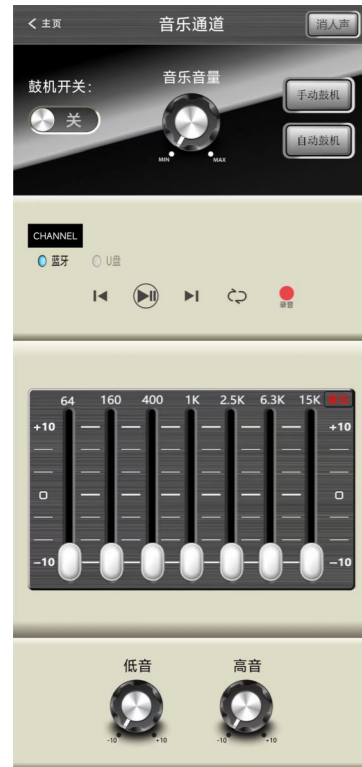 主页
音乐通道
消人声
鼓机开关:
关
音乐音量
MIN
MAX
手动鼓机
自动鼓机
CHANNEL
蓝牙
U盘
录音
64 160 400 1K 2.5K 6.3K 15K
+10 +10
0 0
-10 -10
低音
高音
-10 +10
-10 +10